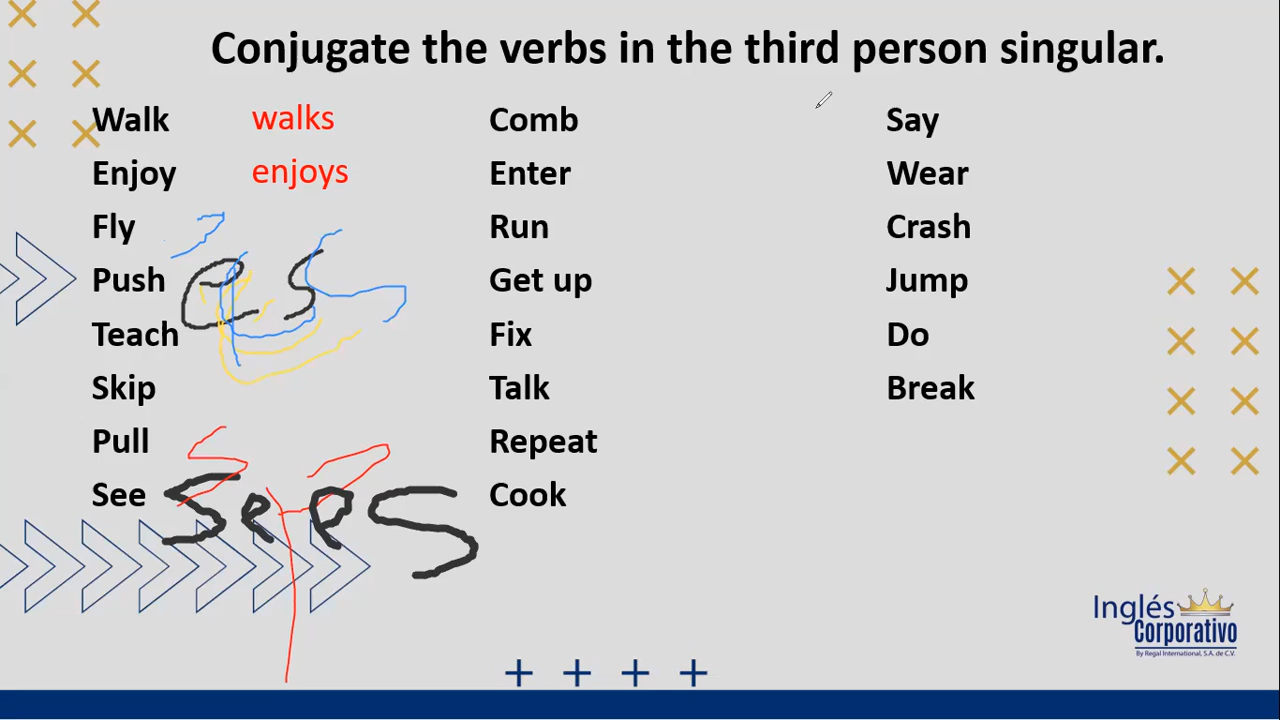 Conjugate the verbs in the third person singular.
Walk walks
Enjoy enjoys
Fly
Push es
Teach
Skip
Pull
See sees
Comb
Enter
Run
Get up
Fix
Talk
Repeat
Cook
Say
Wear
Crash
Jump
Do
Break
Inglés
Corporativo
By Regal International, S.A. de C.V.